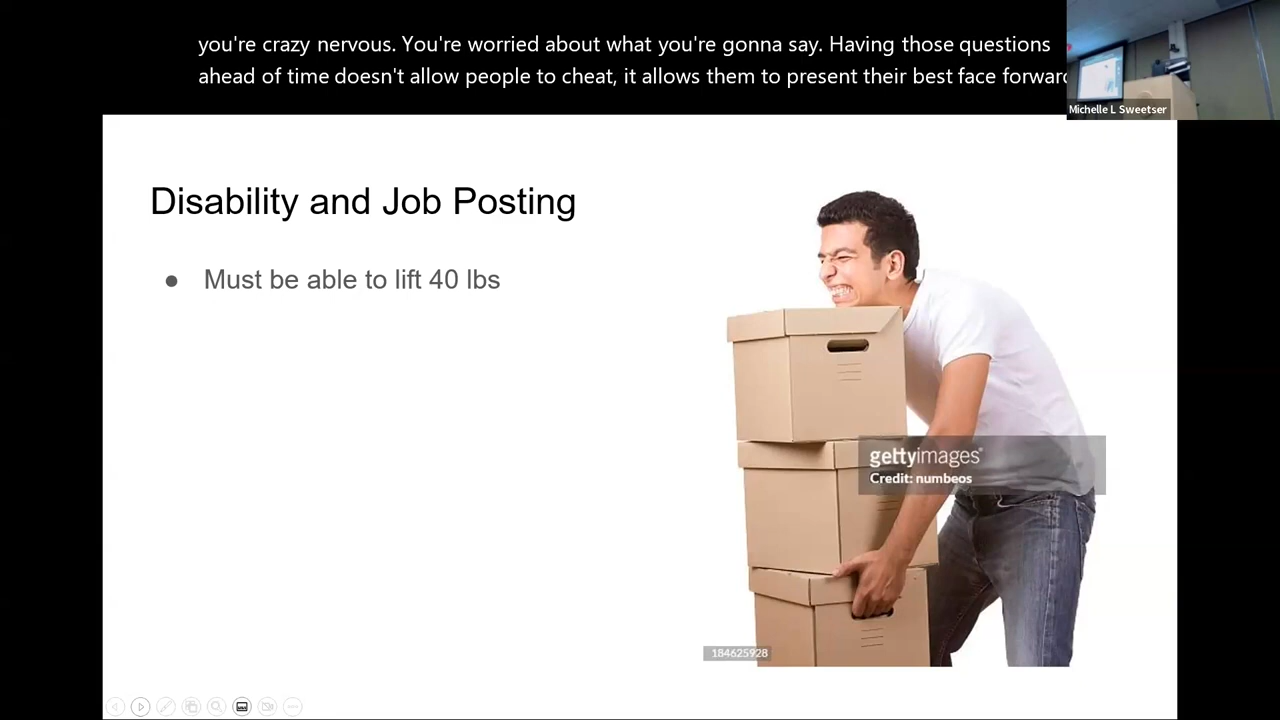 you're crazy nervous. You're worried about what you're gonna say. Having those questions
ahead of time doesn't allow people to cheat, it allows them to present their best face forward
Michelle L Sweetser
Disability and Job Posting
● Must be able to lift 40 lbs
gettyimages®
Credit: numbeos
184625928